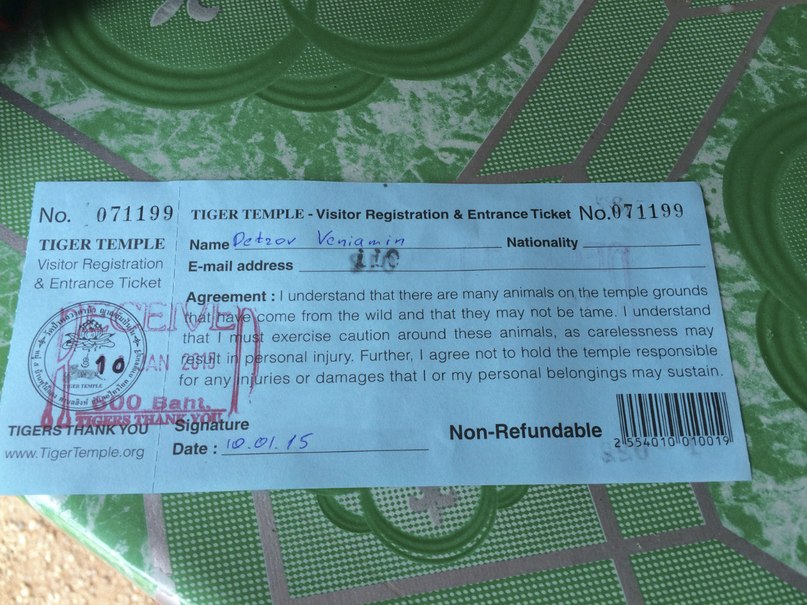 No. 071199
TIGER TEMPLE
Visitor Registration
& Entrance Ticket
10 JAN 2015
TIGER TEMPLE
600 Baht.
TIGERS THANK YOU
TIGERS THANK YOU
www.TigerTemple.org
TIGER TEMPLE - Visitor Registration & Entrance Ticket No.071199
Name Petrov Veniamin Nationality
E-mail address
Agreement : I understand that there are many animals on the temple grounds
that have come from the wild and that they may not be tame. I understand
that I must exercise caution around these animals, as carelessness may
result in personal injury. Further, I agree not to hold the temple responsible
for any injuries or damages that I or my personal belongings may sustain.
Signature
Date : 10.01.15
Non-Refundable
2 554010 010019